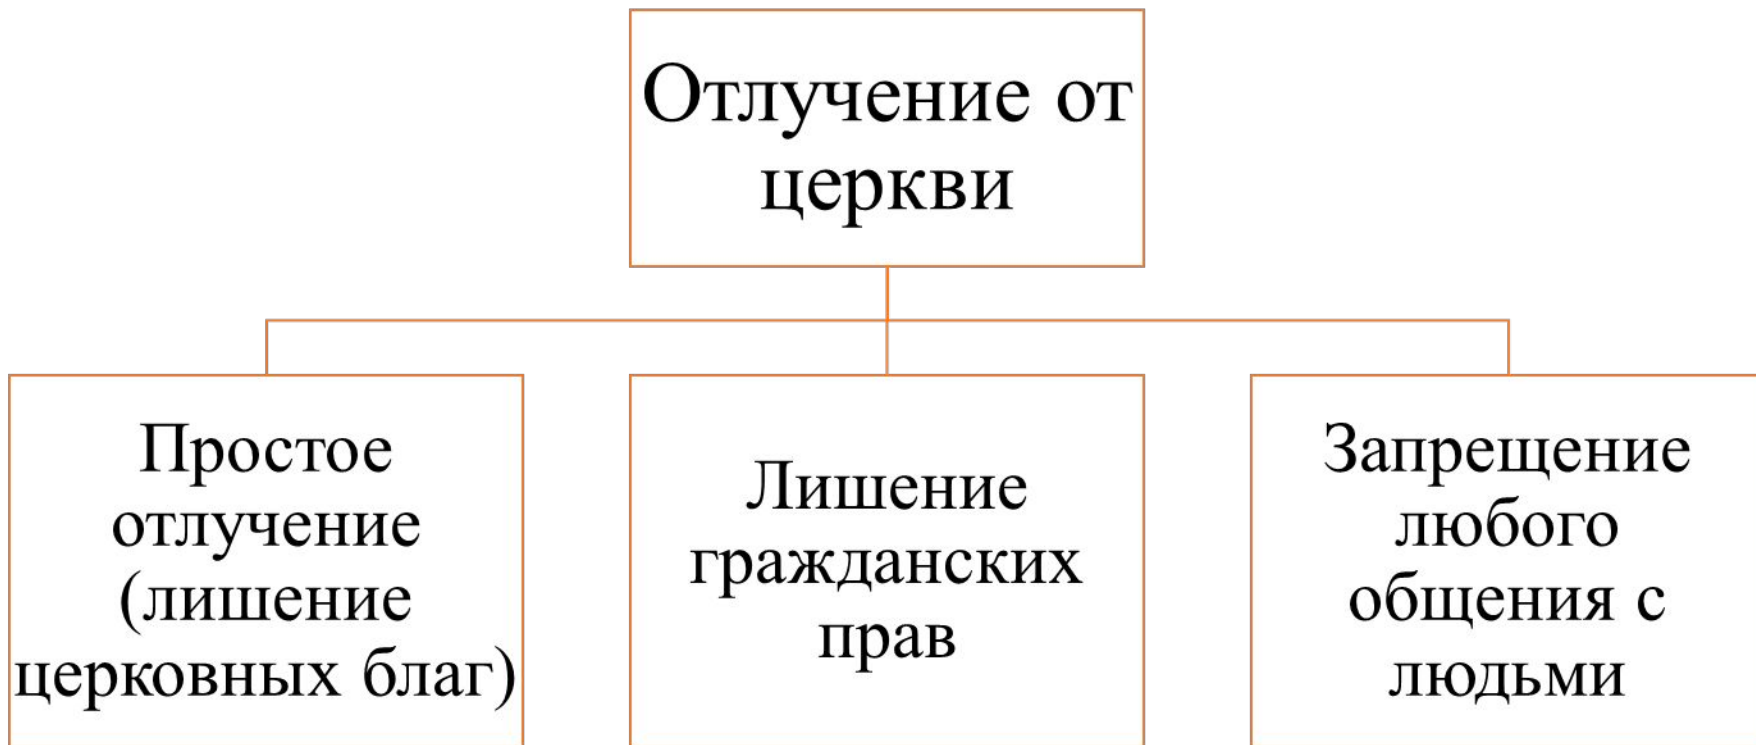 Отлучение от
церкви
Простое
отлучение
(лишение
церковных благ)
Лишение
гражданских
прав
Запрещение
любого
общения с
людьми